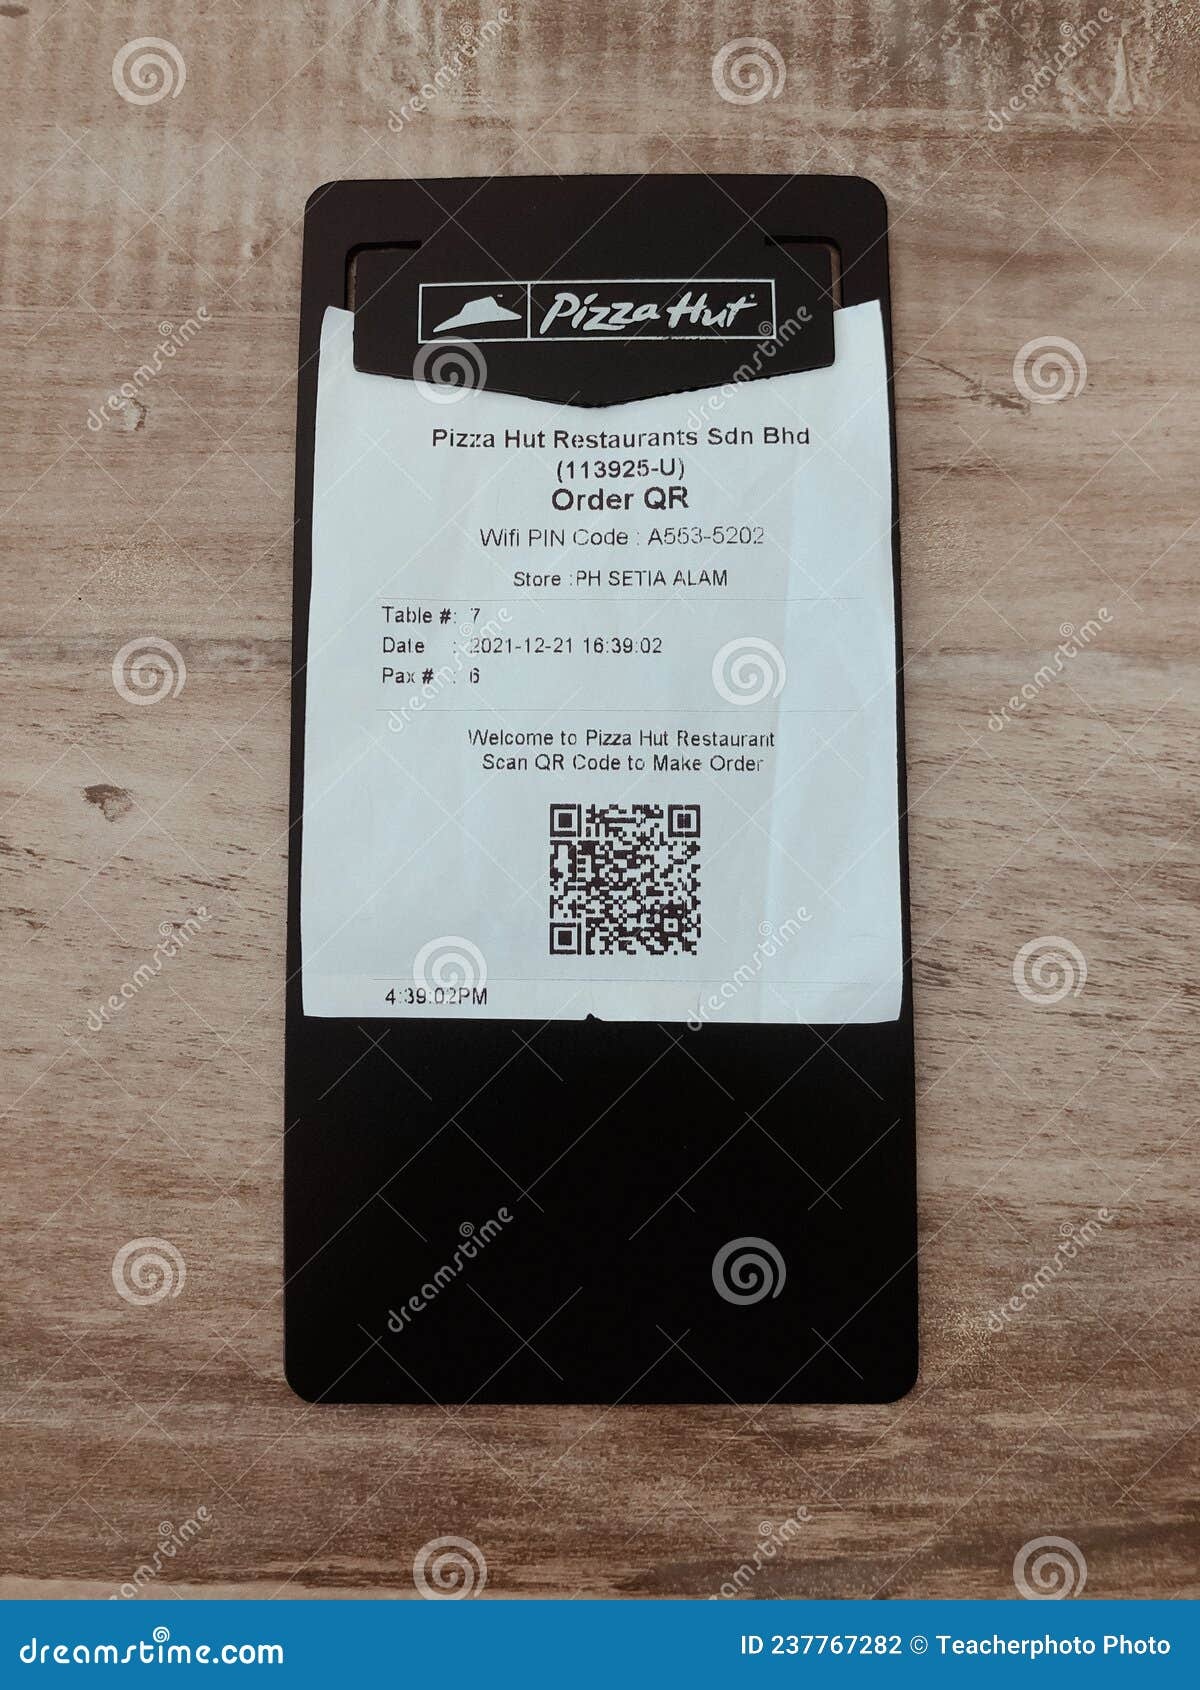 Pizza Hut
Pizza Hut Restaurants Sdn Bhd
(113925-U)
Order QR
Wifi PIN Code : A553-5202
Store :PH SETIA ALAM
Table #: 7
Date : 2021-12-21 16:39:02
Pax # : 6
Welcome to Pizza Hut Restaurant
Scan QR Code to Make Order
4:39:02PM
dreamstime.com
ID 237767282 © Teacherphoto Photo